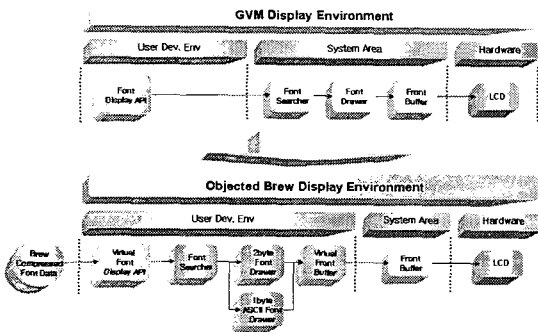 GVM Display Environment
User Dev. Env
System Area
Hardware
Font
Display API
Font
Searcher
Font
Drawer
Front
Buffer
LCD
Objected Brew Display Environment
User Dev. Env
System Area
Hardware
Brew
Compressed
Font Data
Virtual
Font
Display API
Font
Searcher
2byte
Font
Drawer
Virtual
Front
Buffer
Front
Buffer
LCD
1byte
ASCII Font
Drawer